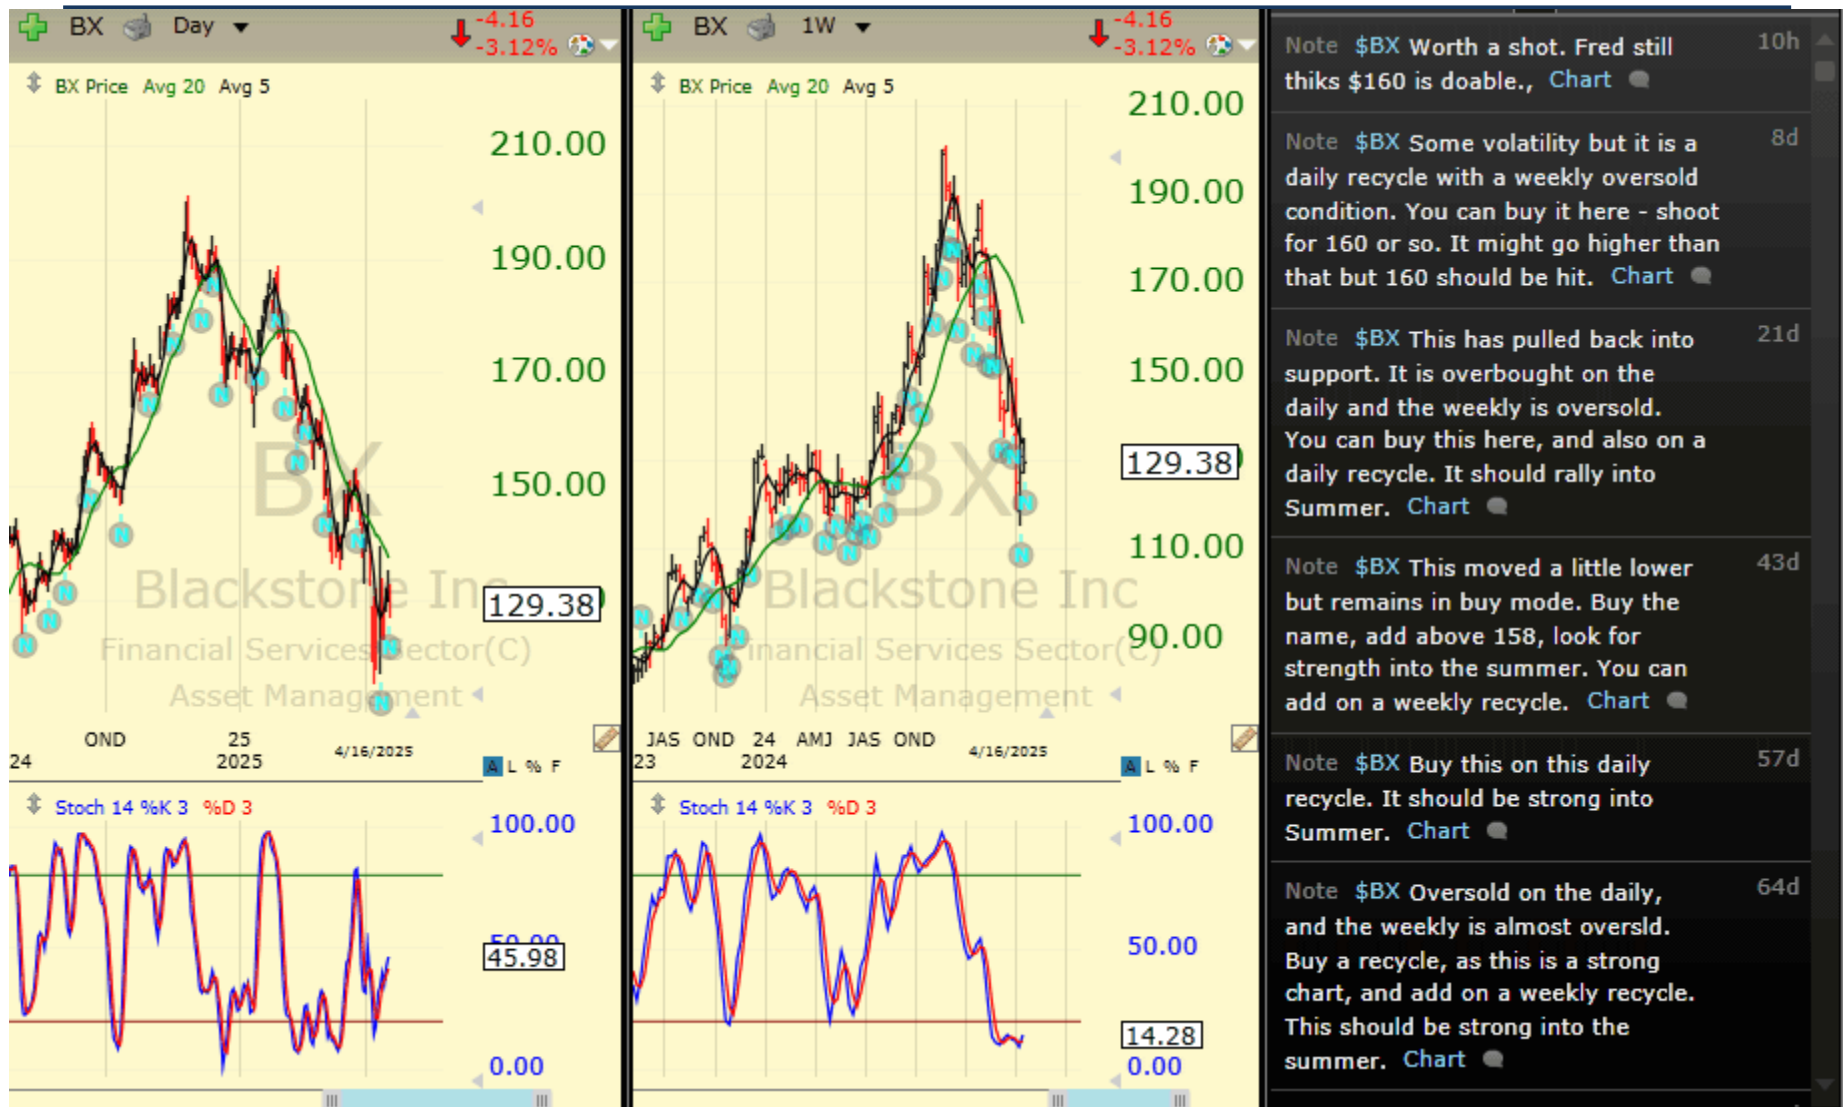 BX Day
-4.16
-3.12%
BX Price Avg 20 Avg 5
210.00
190.00
170.00
150.00
129.38
BX
Blackstone Inc
Financial Services Sector(C)
Asset Management
OND 25
24 2025 4/16/2025
A L % F
Stoch 14 %K 3 %D 3
100.00
50.00
45.98
0.00
BX 1W
-4.16
-3.12%
BX Price Avg 20 Avg 5
210.00
190.00
170.00
150.00
129.38
110.00
90.00
BX
Blackstone Inc
Financial Services Sector(C)
Asset Management
JAS OND 24 AMJ JAS OND
23 2024 4/16/2025
A L % F
Stoch 14 %K 3 %D 3
100.00
50.00
14.28
0.00
Note $BX Worth a shot. Fred still 10h
thiks $160 is doable., Chart
Note $BX Some volatility but it is a 8d
daily recycle with a weekly oversold
condition. You can buy it here - shoot
for 160 or so. It might go higher than
that but 160 should be hit. Chart
Note $BX This has pulled back into 21d
support. It is overbought on the
daily and the weekly is oversold.
You can buy this here, and also on a
daily recycle. It should rally into
Summer. Chart
Note $BX This moved a little lower 43d
but remains in buy mode. Buy the
name, add above 158, look for
strength into the summer. You can
add on a weekly recycle. Chart
Note $BX Buy this on this daily 57d
recycle. It should be strong into
Summer. Chart
Note $BX Oversold on the daily, 64d
and the weekly is almost oversld.
Buy a recycle, as this is a strong
chart, and add on a weekly recycle.
This should be strong into the
summer. Chart